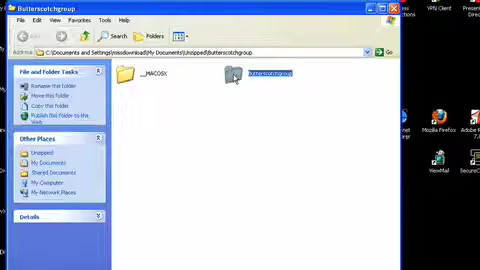 Butterscotchgroup
File Edit View Favorites Tools Help
Back Search Folders
Address C:\Documents and Settings\missdownload\My Documents\Unzipped\Butterscotchgroup
Go
File and Folder Tasks
Rename this folder
Move this folder
Copy this folder
Publish this folder to the
Web
Other Places
Unzipped
My Documents
Shared Documents
My Computer
My Network Places
Details
__MACOSX
Butterscotchgroup
VPN Client
Mozilla Firefox
Adobe
ViewMail